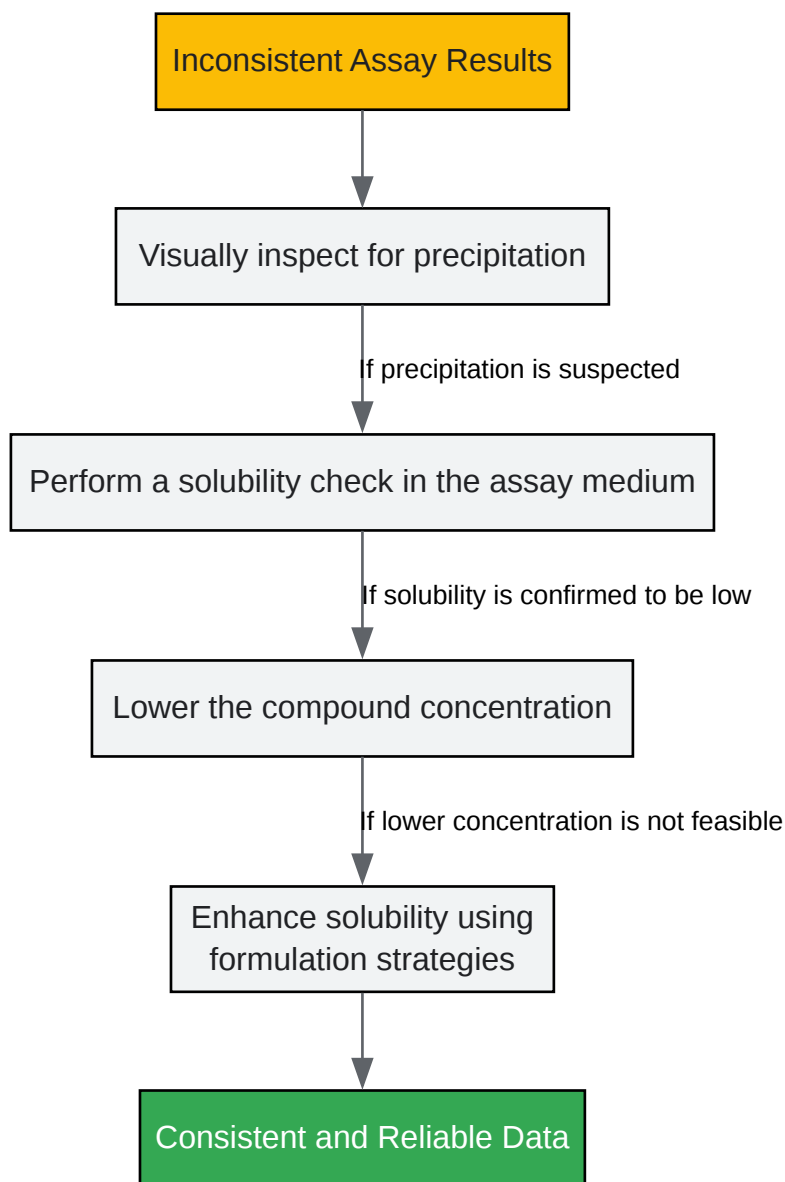 Inconsistent Assay Results
Visually inspect for precipitation
If precipitation is suspected
Perform a solubility check in the assay medium
If solubility is confirmed to be low
Lower the compound concentration
If lower concentration is not feasible
Enhance solubility using
formulation strategies
Consistent and Reliable Data